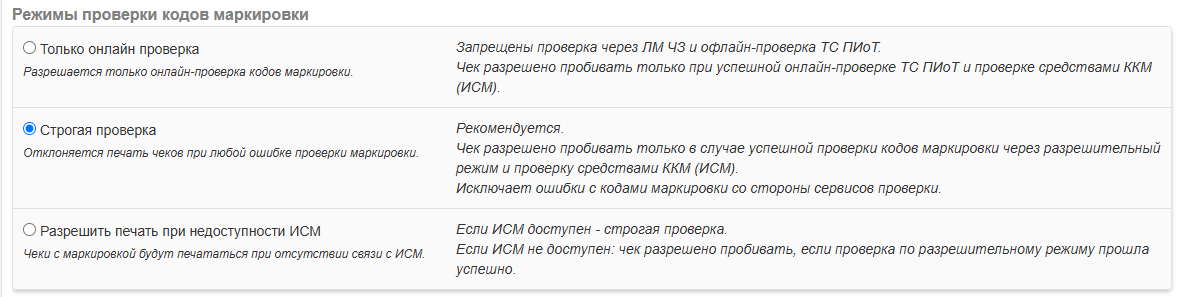 Режимы проверки кодов маркировки
Только онлайн проверка
Разрешается только онлайн-проверка кодов маркировки.
Запрещены проверка через ЛМ ЧЗ и офлайн-проверка ТС ПИоТ.
Чек разрешено пробивать только при успешной онлайн-проверке ТС ПИоТ и проверке средствами ККМ
(ИСМ).
Строгая проверка
Отклоняется печать чеков при любой ошибке проверки маркировки.
Рекомендуется.
Чек разрешено пробивать только в случае успешной проверки кодов маркировки через разрешительный
режим и проверку средствами ККМ (ИСМ).
Исключает ошибки с кодами маркировки со стороны сервисов проверки.
Разрешить печать при недоступности ИСМ
Чеки с маркировкой будут печататься при отсутствии связи с ИСМ.
Если ИСМ доступен - строгая проверка.
Если ИСМ не доступен: чек разрешено пробивать, если проверка по разрешительному режиму прошла
успешно.